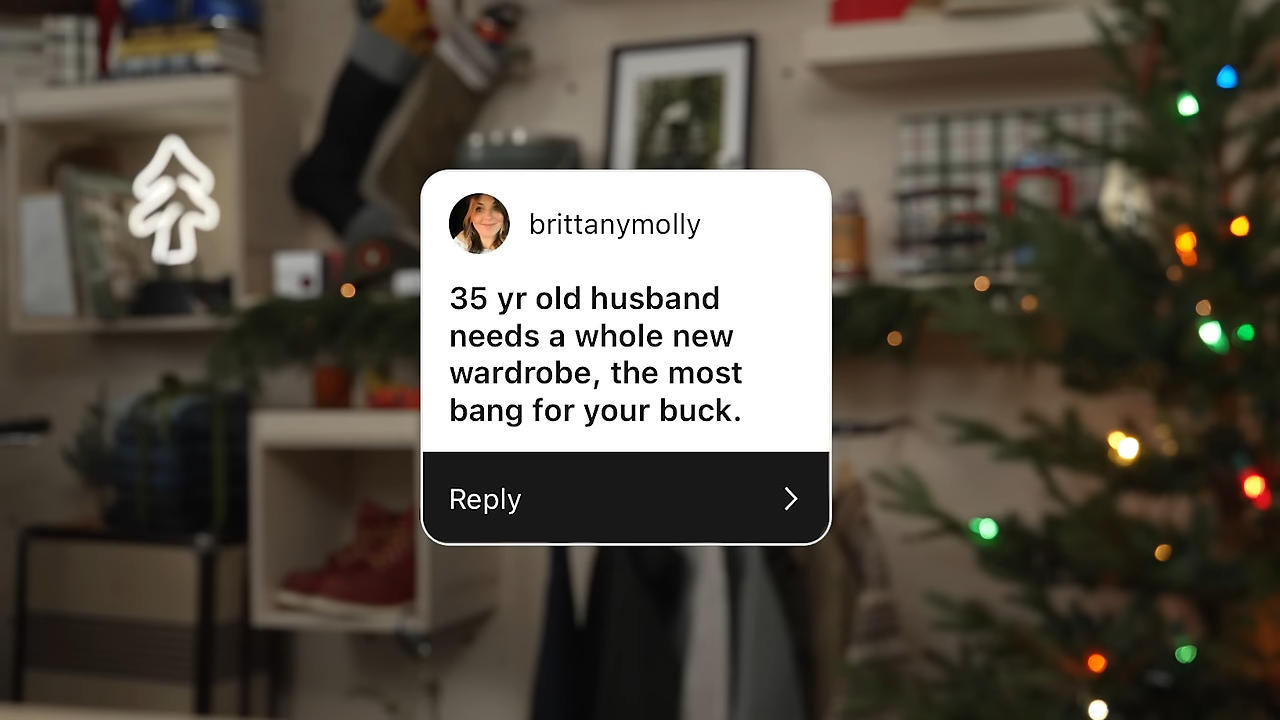 brittanymolly
35 yr old husband
needs a whole new
wardrobe, the most
bang for your buck.
Reply